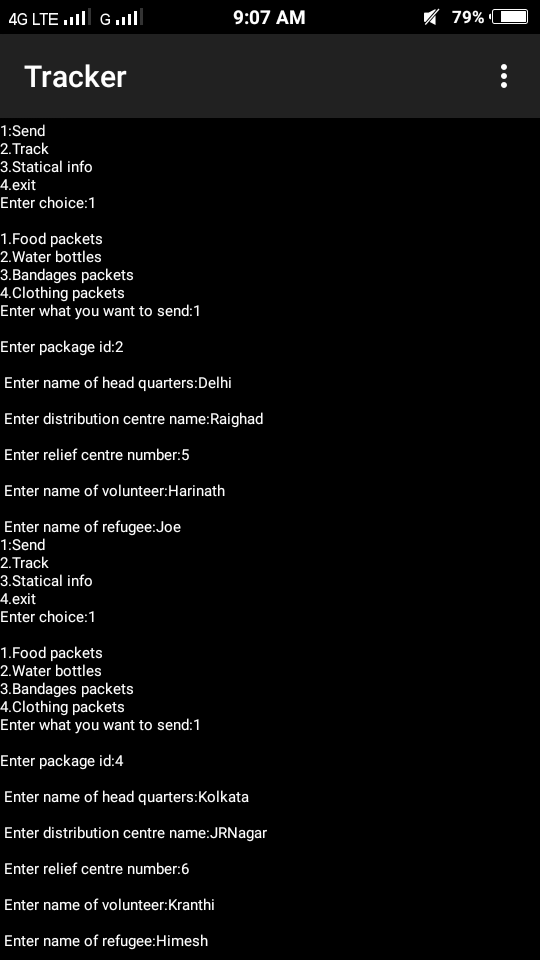 4G LTE G 9:07 AM 79%
Tracker
1:Send
2.Track
3.Statical info
4.exit
Enter choice:1
1.Food packets
2.Water bottles
3.Bandages packets
4.Clothing packets
Enter what you want to send:1
Enter package id:2
Enter name of head quarters:Delhi
Enter distribution centre name:Raighad
Enter relief centre number:5
Enter name of volunteer:Harinath
Enter name of refugee:Joe
1:Send
2.Track
3.Statical info
4.exit
Enter choice:1
1.Food packets
2.Water bottles
3.Bandages packets
4.Clothing packets
Enter what you want to send:1
Enter package id:4
Enter name of head quarters:Kolkata
Enter distribution centre name:JRNagar
Enter relief centre number:6
Enter name of volunteer:Kranthi
Enter name of refugee:Himesh